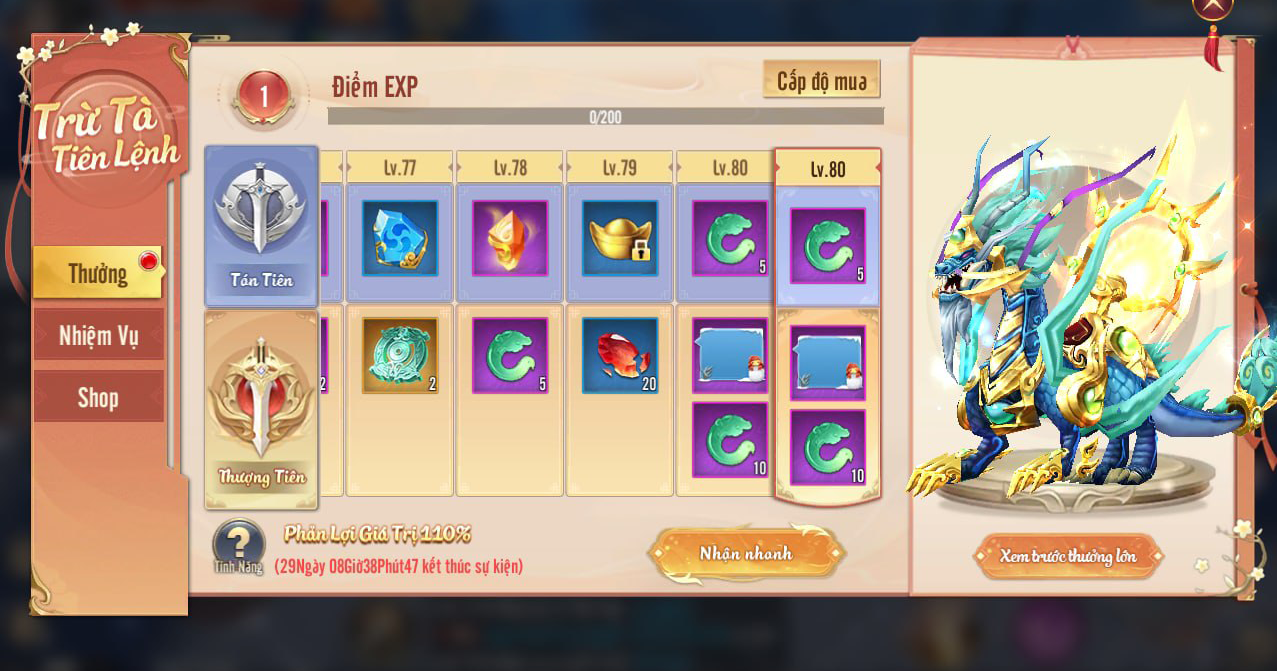 Trừ Tà
Tiên Lệnh
Thưởng
Nhiệm Vụ
Shop
1
Điểm EXP
Cấp độ mua
0/200
Lv.77
Lv.78
Lv.79
Lv.80
Lv.80
Tán Tiên
5
5
Thượng Tiên
2
2
5
20
10
10
Tính Năng
Phản Lợi Giá Trị 110%
(29Ngày 08Giờ38Phút47 kết thúc sự kiện)
Nhận nhanh
Xem trước thưởng lớn